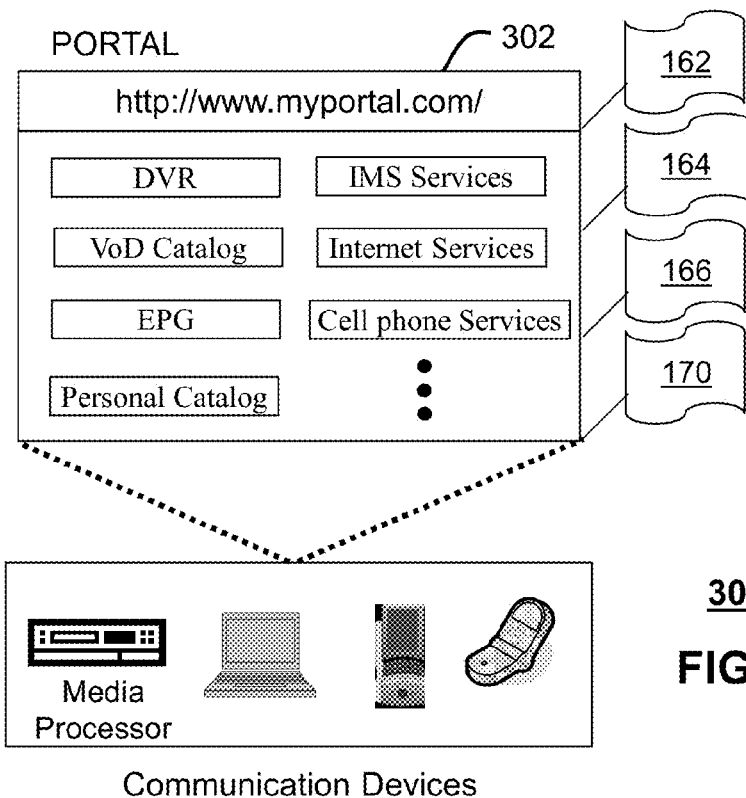 PORTAL
302
http://www.myportal.com/
DVR
IMS Services
VoD Catalog
Internet Services
EPG
Cell phone Services
Personal Catalog
162
164
166
170
Media
Processor
30
FIG
Communication Devices